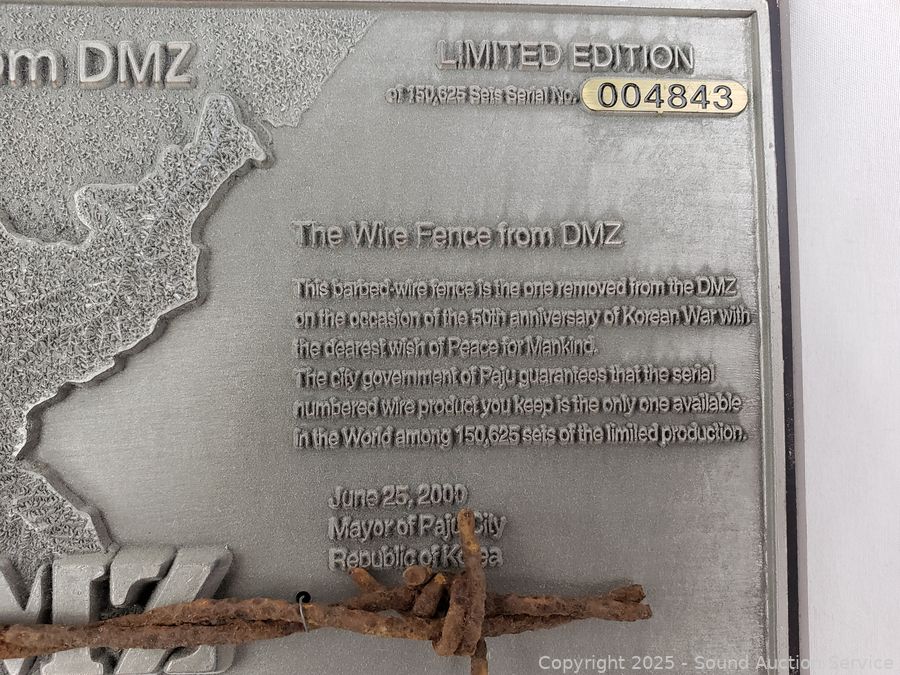 om DMZ
LIMITED EDITION
of 150,625 Sets Serial No. 004843
The Wire Fence from DMZ
This barbed-wire fence is the one removed from the DMZ
on the occasion of the 50th anniversary of Korean War with
the dearest wish of Peace for Mankind.
The city government of Paju guarantees that the serial
numbered wire product you keep is the only one available
in the World among 150,625 sets of the limited production.
June 25, 2000
Mayor of Paju City
Republic of Korea
MZ
Copyright 2025 - Sound Auction Service